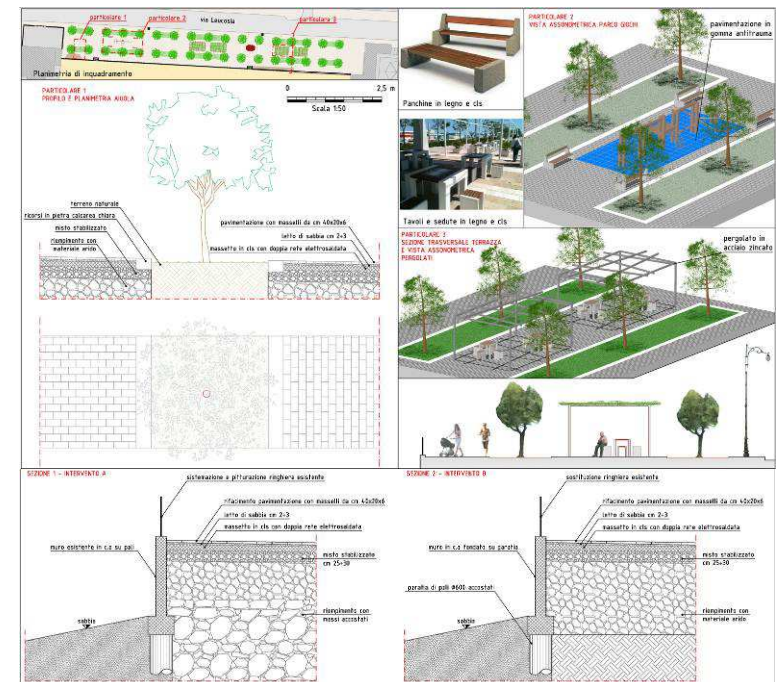 particolare 1
particolare 2
via Laucosia
particolare 3
Planimetria di inquadramento
PARTICOLARE 1
PROFILO E PLANIMETRIA AIUOLA
0 2,5 m
Scala 1:50
terreno naturale
ricorsi in pietra calcarea chiara
misto stabilizzato
riempimento con
materiale arido
pavimentazione con masselli da cm 40x20x6
letto di sabbia cm 2÷3
massetto in cls con doppia rete elettrosaldata
Panchine in legno e cls
Tavoli e sedute in legno e cls
PARTICOLARE 2
VISTA ASSONOMETRICA PARCO GIOCHI
pavimentazione in
gomma antitrauma
PARTICOLARE 3
SEZIONE TRASVERSALE TERRAZZA
E VISTA ASSONOMETRICA
PERGOLATI
pergolato in
acciaio zincato
SEZIONE 1 - INTERVENTO A
sistemazione e pitturazione ringhiera esistente
rifacimento pavimentazione con masselli da cm 40x20x6
letto di sabbia cm 2÷3
massetto in cls con doppia rete elettrosaldata
muro esistente in c.a su pali
misto stabilizzato
cm 25÷30
sabbia
riempimento con
massi accostati
SEZIONE 2 - INTERVENTO B
sostituzione ringhiera esistente
rifacimento pavimentazione con masselli da cm 40x20x6
letto di sabbia cm 2÷3
massetto in cls con doppia rete elettrosaldata
muro in c.a fondato su paratia
misto stabilizzato
cm 25÷30
paratia di pali Ø600 accostati
sabbia
riempimento con
materiale arido